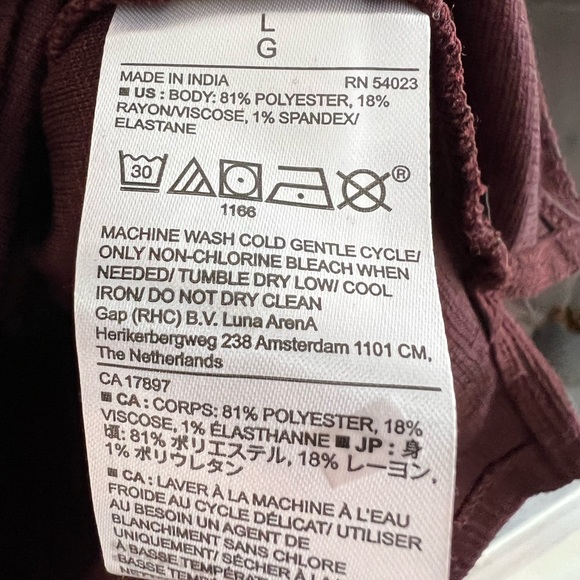 L
G
MADE IN INDIA RN 54023
US : BODY: 81% POLYESTER, 18%
RAYON/VISCOSE, 1% SPANDEX/
ELASTANE
30
1166
®
MACHINE WASH COLD GENTLE CYCLE/
ONLY NON-CHLORINE BLEACH WHEN
NEEDED/ TUMBLE DRY LOW/ COOL
IRON/ DO NOT DRY CLEAN
Gap (RHC) B.V. Luna ArenA
Herikerbergweg 238 Amsterdam 1101 CM,
The Netherlands
CA 17897
CA : CORPS: 81% POLYESTER, 18%
VISCOSE, 1% ÉLASTHANNE JP : 身
頃: 81% ポリエステル, 18% レーヨン,
1% ポリウレタン
CA : LAVER À LA MACHINE À L'EAU
FROIDE AU CYCLE DÉLICAT/ UTILISER
AU BESOIN UN AGENT DE
BLANCHIMENT SANS CHLORE
UNIQUEMENT/ SÉCHER À LA
À BASSE TEMPÉRAT